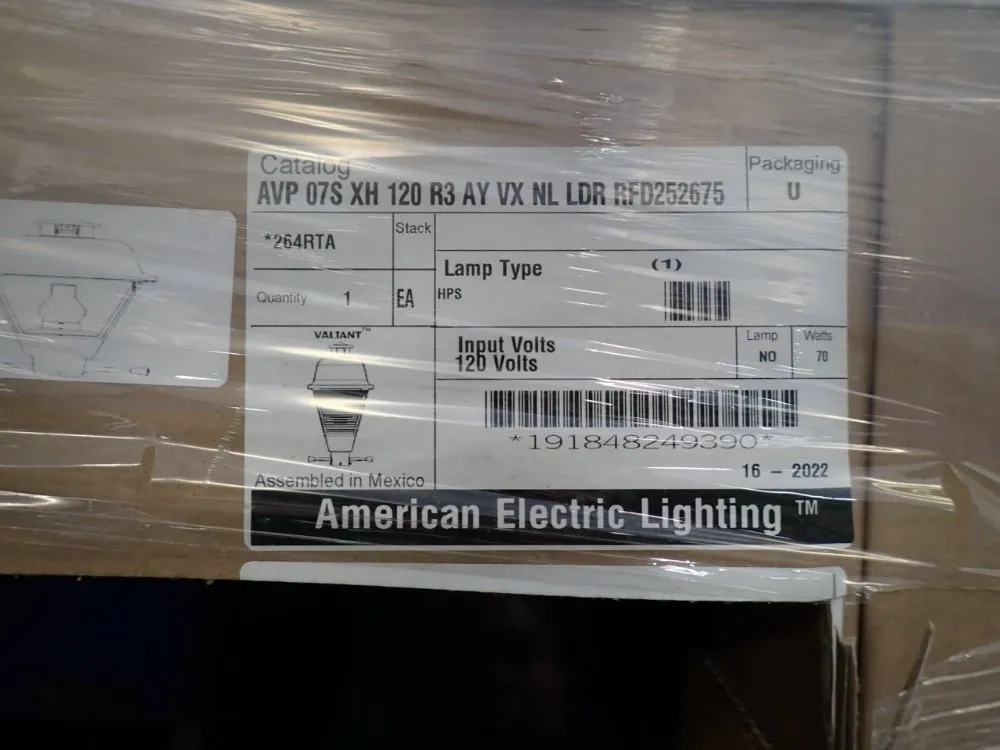 Catalog
AVP 07S XH 120 R3 AY VX NL LDR RFD252675
Packaging
U
*264RTA
Stack
Quantity 1
EA
Lamp Type (1)
HPS
Input Volts
120 Volts
Lamp
NO
Watts
70
VALIANT™
*191848249390*
16 - 2022
Assembled in Mexico
American Electric Lighting ™